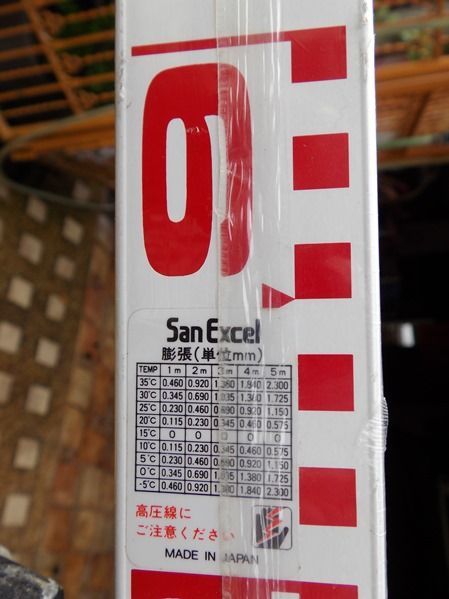 6
San Excel
膨張(単位mm)
TEMP 1m 2m 3m 4m 5m
35℃ 0.460 0.920 1.380 1.840 2.300
30℃ 0.345 0.690 1.035 1.380 1.725
25℃ 0.230 0.460 0.690 0.920 1.150
20℃ 0.115 0.230 0.345 0.460 0.575
15℃ 0 0 0 0 0
10℃ 0.115 0.230 0.345 0.460 0.575
5℃ 0.230 0.460 0.690 0.920 1.150
0℃ 0.345 0.690 1.035 1.380 1.725
-5℃ 0.460 0.920 1.380 1.840 2.300
高圧線に
ご注意ください
MADE IN JAPAN